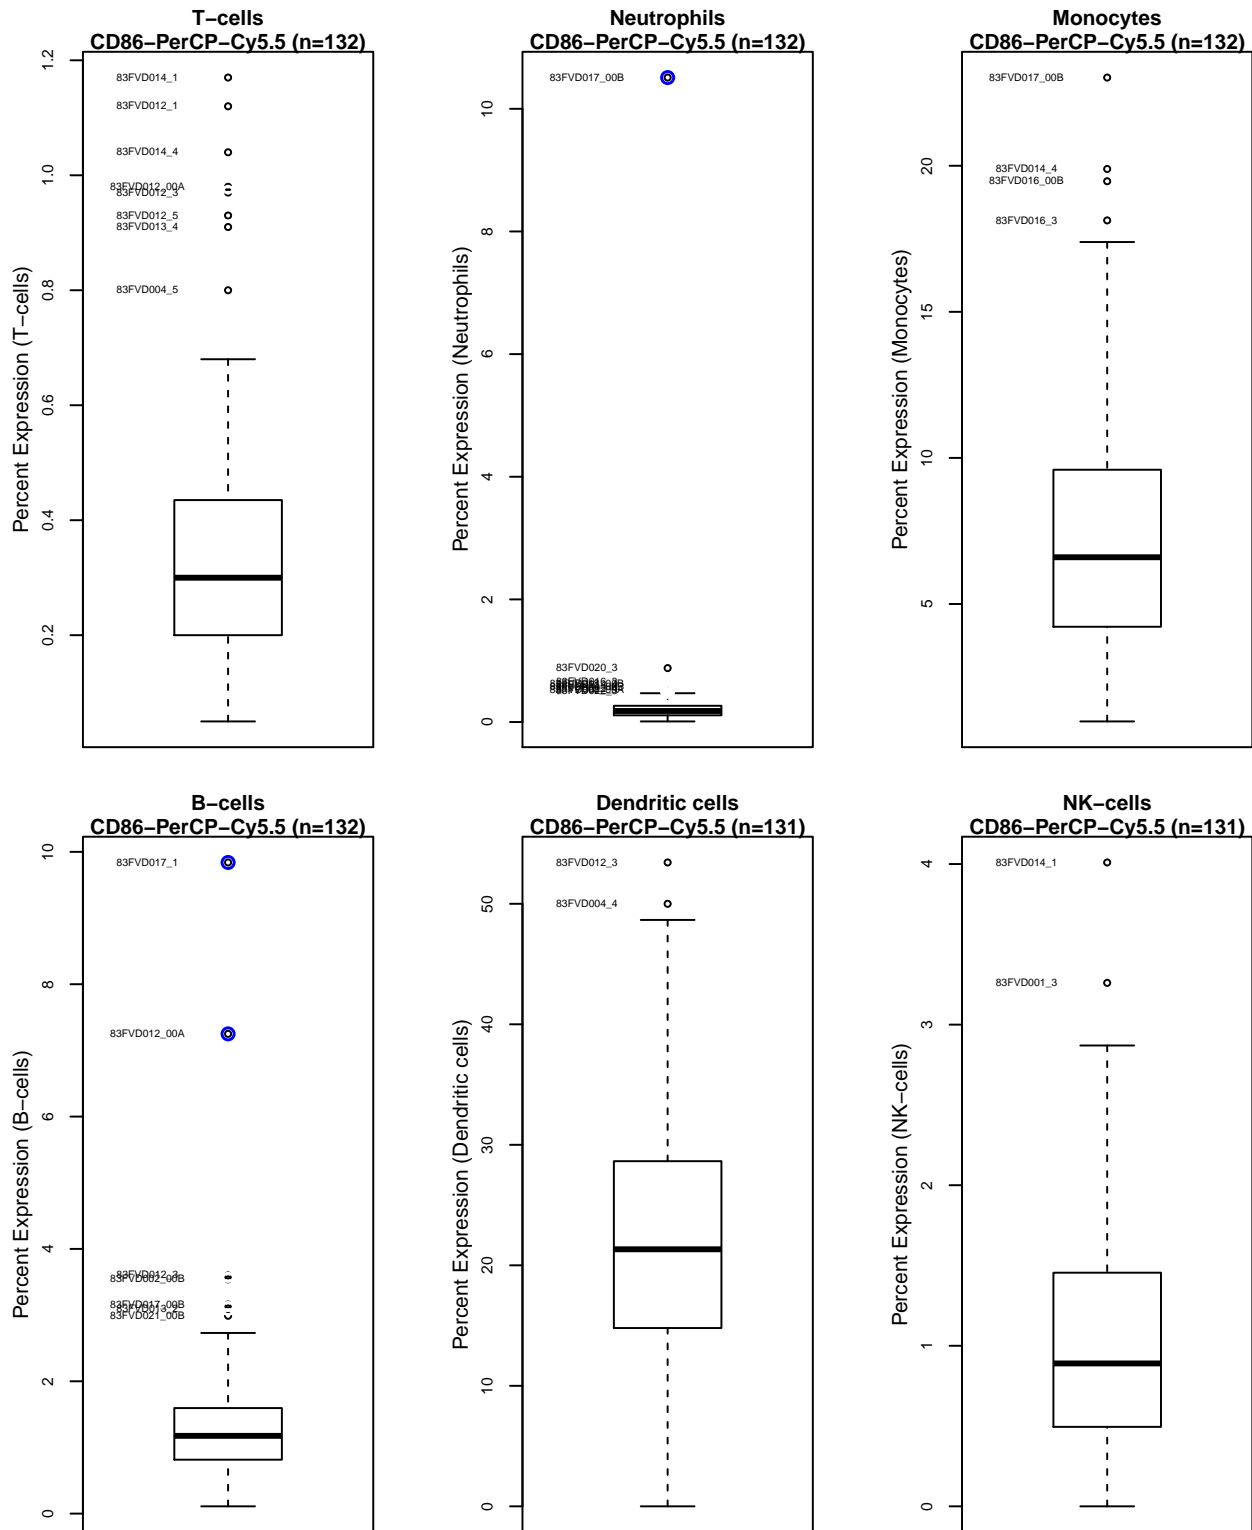 T−cells
CD86−PerCP−Cy5.5 (n=132)
Percent Expression (T−cells)
1.2
1.0
0.8
0.6
0.4
0.2
83FVD014_1
83FVD012_1
83FVD014_4
83FVD012_00A
83FVD012_3
83FVD012_5
83FVD013_4
83FVD004_5
Neutrophils
CD86−PerCP−Cy5.5 (n=132)
Percent Expression (Neutrophils)
10
8
6
4
2
0
83FVD017_00B
83FVD020_3
Monocytes
CD86−PerCP−Cy5.5 (n=132)
Percent Expression (Monocytes)
20
15
10
5
83FVD017_00B
83FVD014_4
83FVD016_00B
83FVD016_3
B−cells
CD86−PerCP−Cy5.5 (n=132)
Percent Expression (B−cells)
10
8
6
4
2
0
83FVD017_1
83FVD012_00A
83FVD012_3
83FVD002_00B
83FVD017_00B
83FVD013_2
83FVD021_00B
Dendritic cells
CD86−PerCP−Cy5.5 (n=131)
Percent Expression (Dendritic cells)
50
40
30
20
10
0
83FVD012_3
83FVD004_4
NK−cells
CD86−PerCP−Cy5.5 (n=131)
Percent Expression (NK−cells)
4
3
2
1
0
83FVD014_1
83FVD001_3